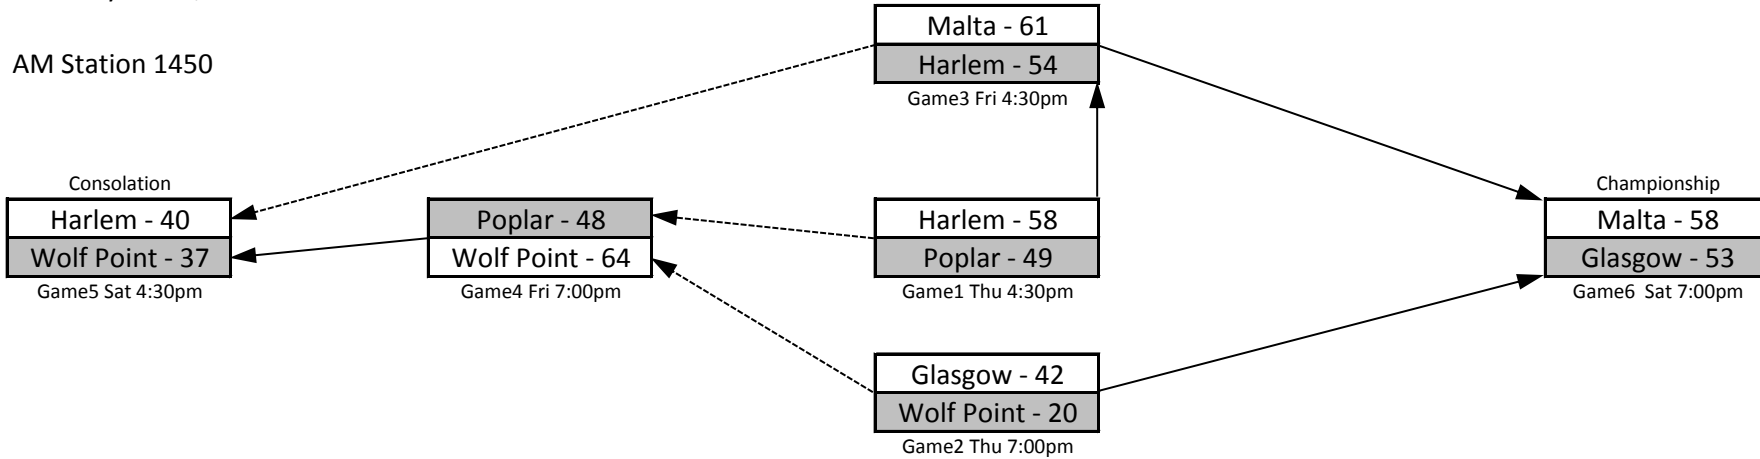 AM Station 1450
Malta - 61
Harlem - 54
Game3 Fri 4:30pm
Consolation
Harlem - 40
Wolf Point - 37
Game5 Sat 4:30pm
Poplar - 48
Wolf Point - 64
Game4 Fri 7:00pm
Harlem - 58
Poplar - 49
Game1 Thu 4:30pm
Championship
Malta - 58
Glasgow - 53
Game6 Sat 7:00pm
Glasgow - 42
Wolf Point - 20
Game2 Thu 7:00pm